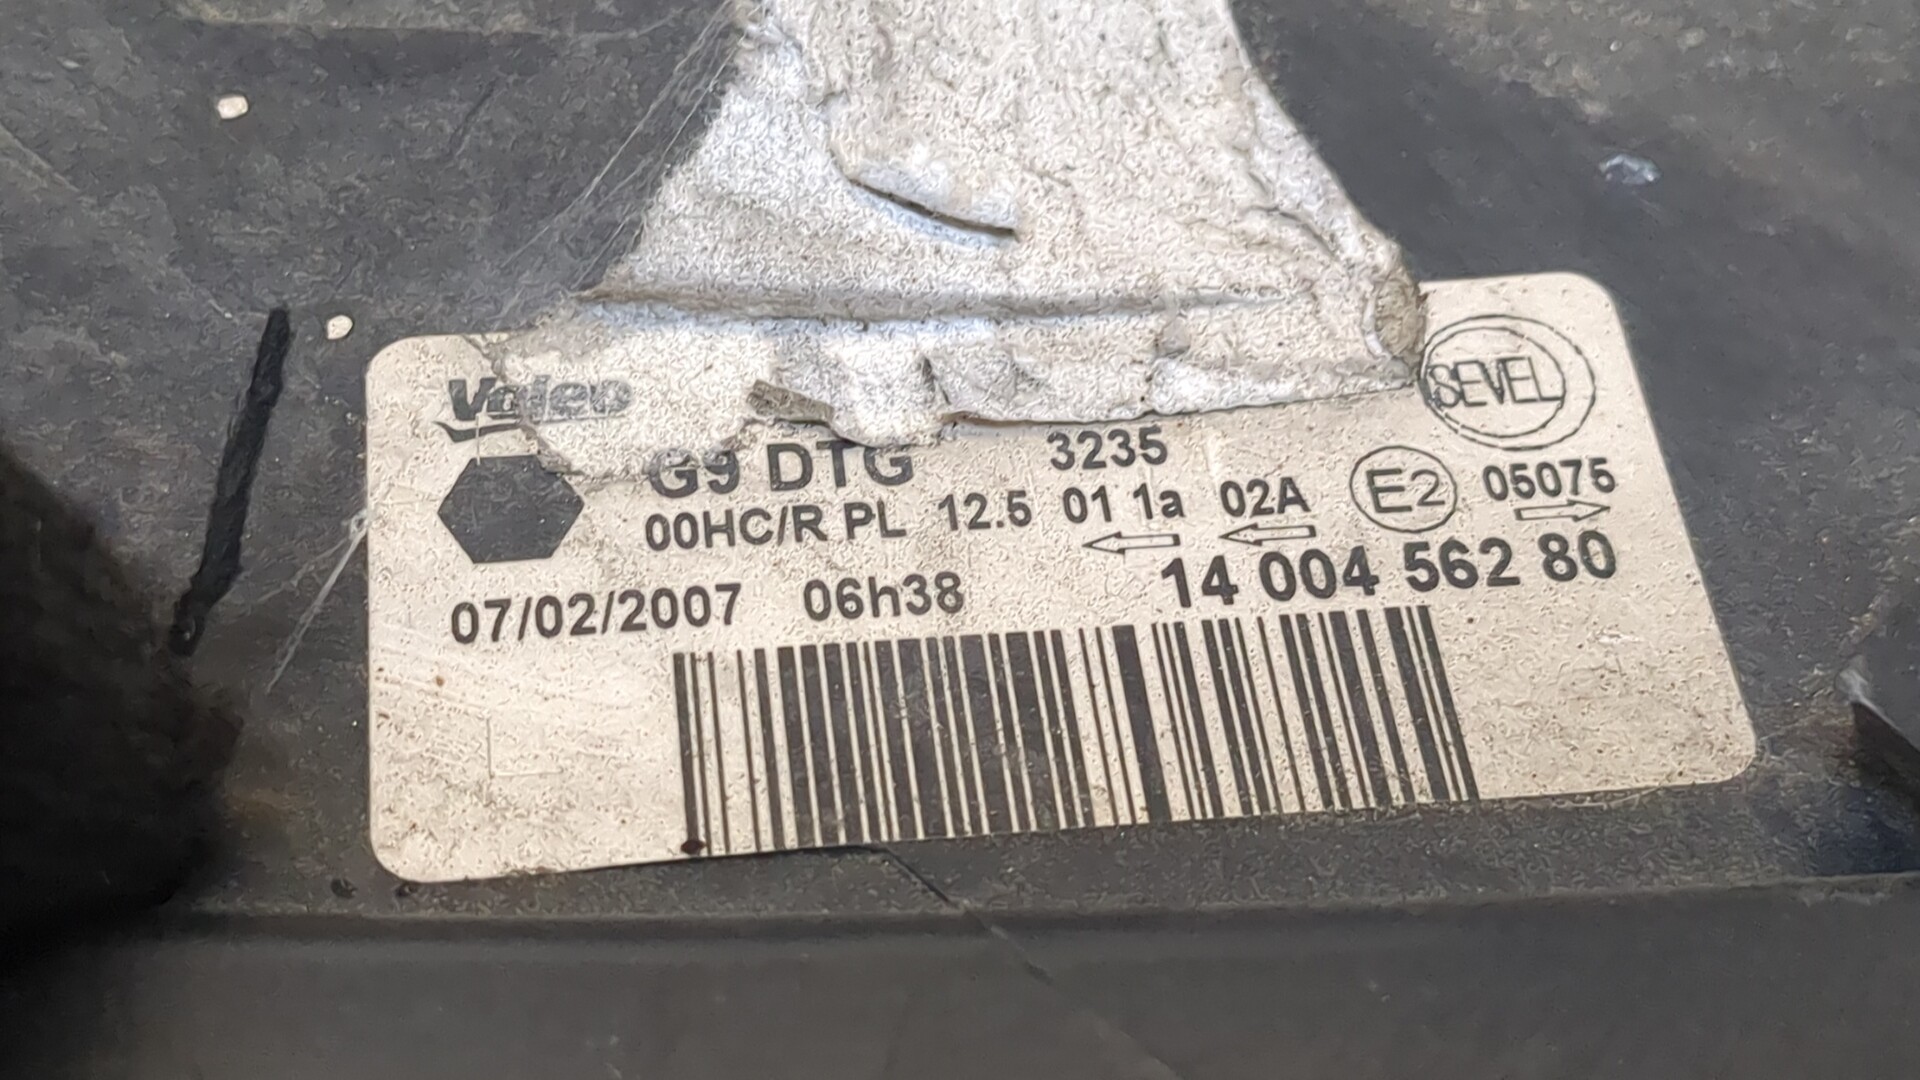 Valeo
SEVEL
G9 DTG 3235
00HC/R PL 12.5 01 1a 02A E2 05075
07/02/2007 06h38 14 004 562 80